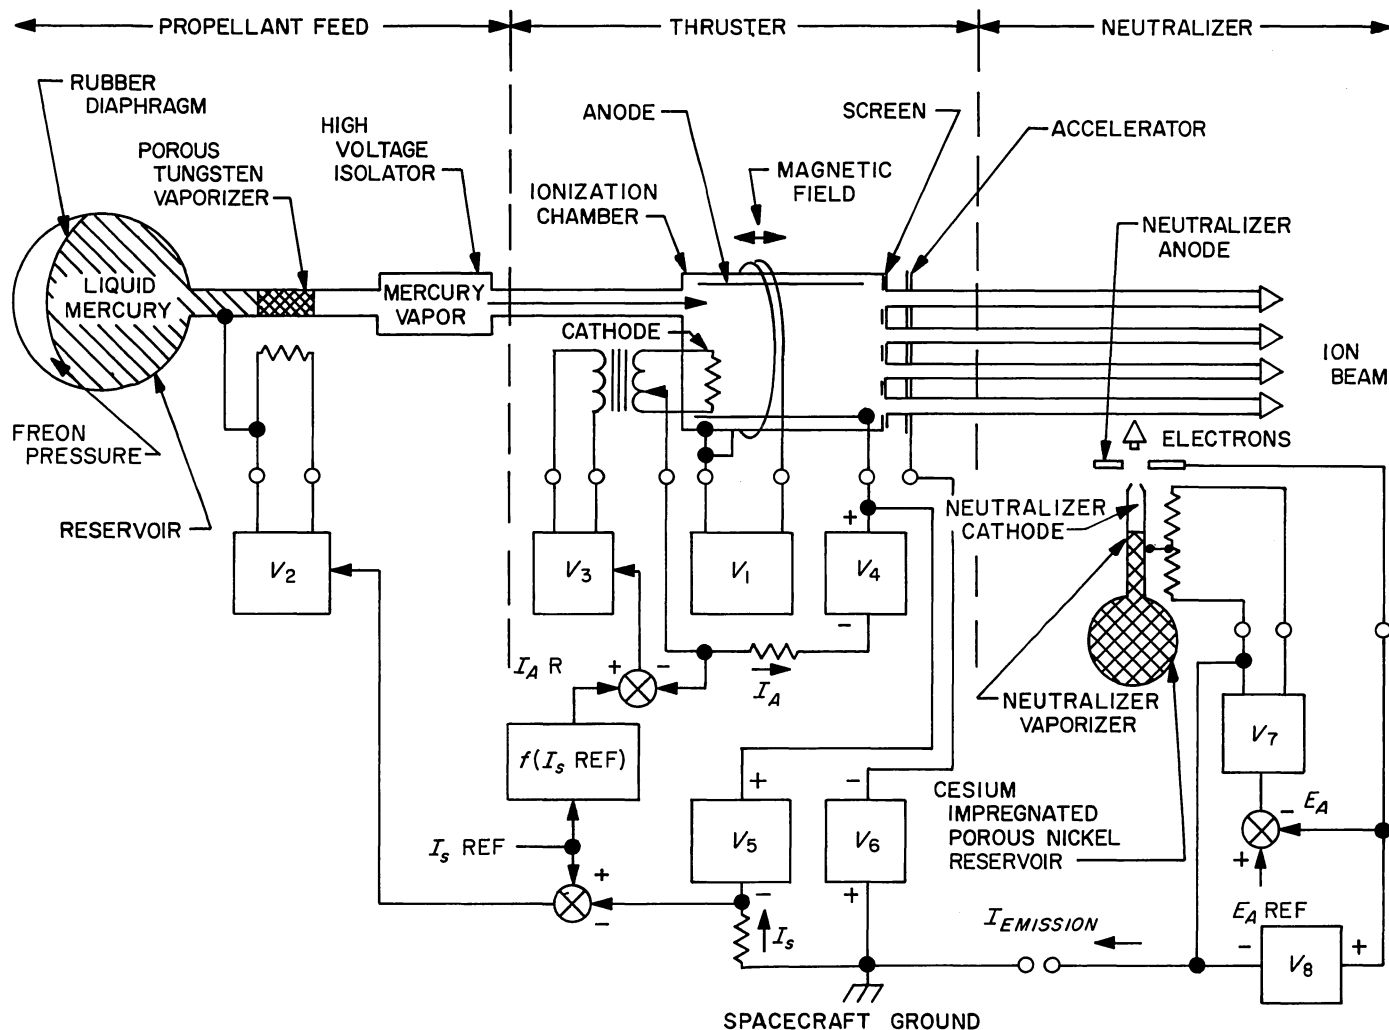 PROPELLANT FEED
THRUSTER
NEUTRALIZER
RUBBER
DIAPHRAGM
POROUS
TUNGSTEN
VAPORIZER
HIGH
VOLTAGE
ISOLATOR
ANODE
SCREEN
ACCELERATOR
MAGNETIC
FIELD
IONIZATION
CHAMBER
NEUTRALIZER
ANODE
LIQUID
MERCURY
MERCURY
VAPOR
CATHODE
ION
BEAM
FREON
PRESSURE
ELECTRONS
RESERVOIR
NEUTRALIZER
CATHODE
V2
V3
V1
+
V4
-
I_A R
+
-
I_A
NEUTRALIZER
VAPORIZER
f(I_s REF)
V7
+
-
CESIUM
IMPREGNATED
POROUS NICKEL
RESERVOIR
- E_A
+
I_s REF
V5
V6
+
-
-
+
I_s
E_A REF
I_EMISSION
-
V8
+
SPACECRAFT GROUND